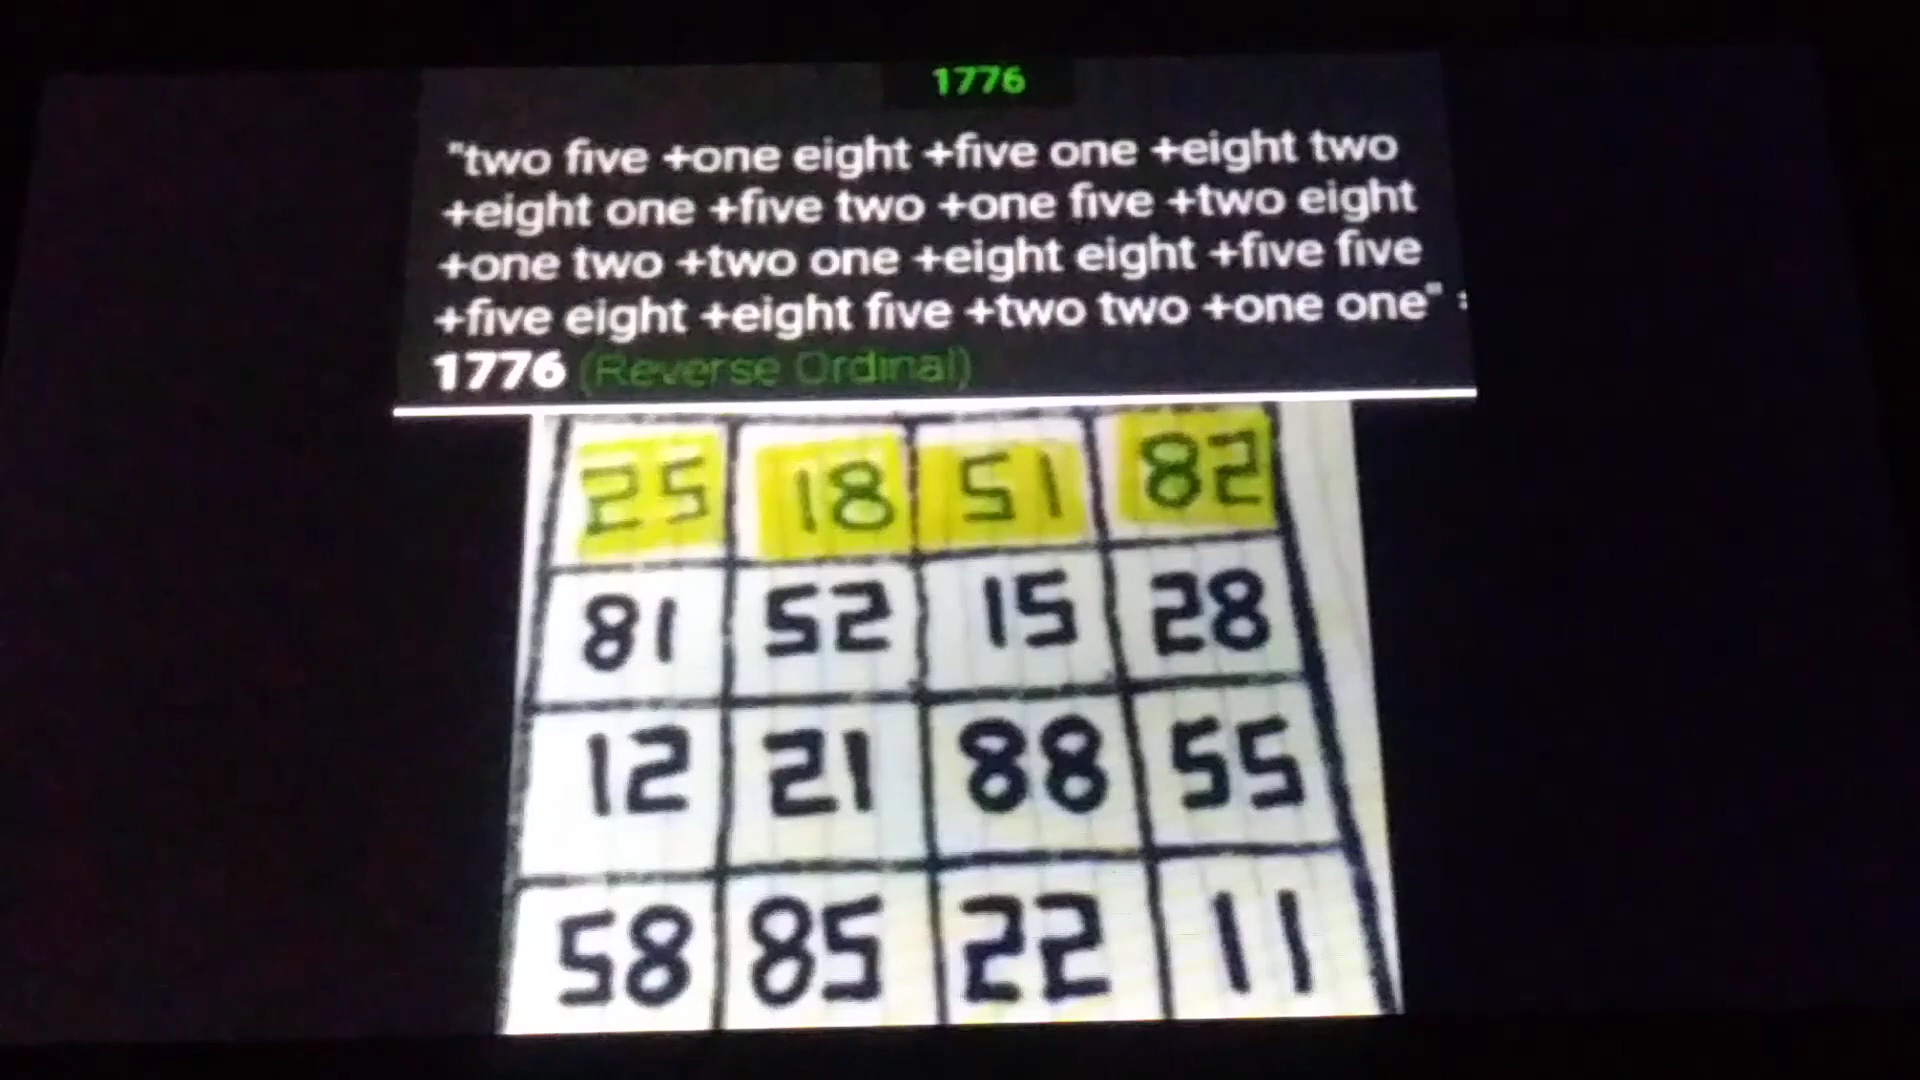 1776
"two five +one eight +five one +eight two
+eight one +five two +one five +two eight
+one two +two one +eight eight +five five
+five eight +eight five +two two +one one" =
1776 (Reverse Ordinal)
25 18 51 82
81 52 15 28
12 21 88 55
58 85 22 11